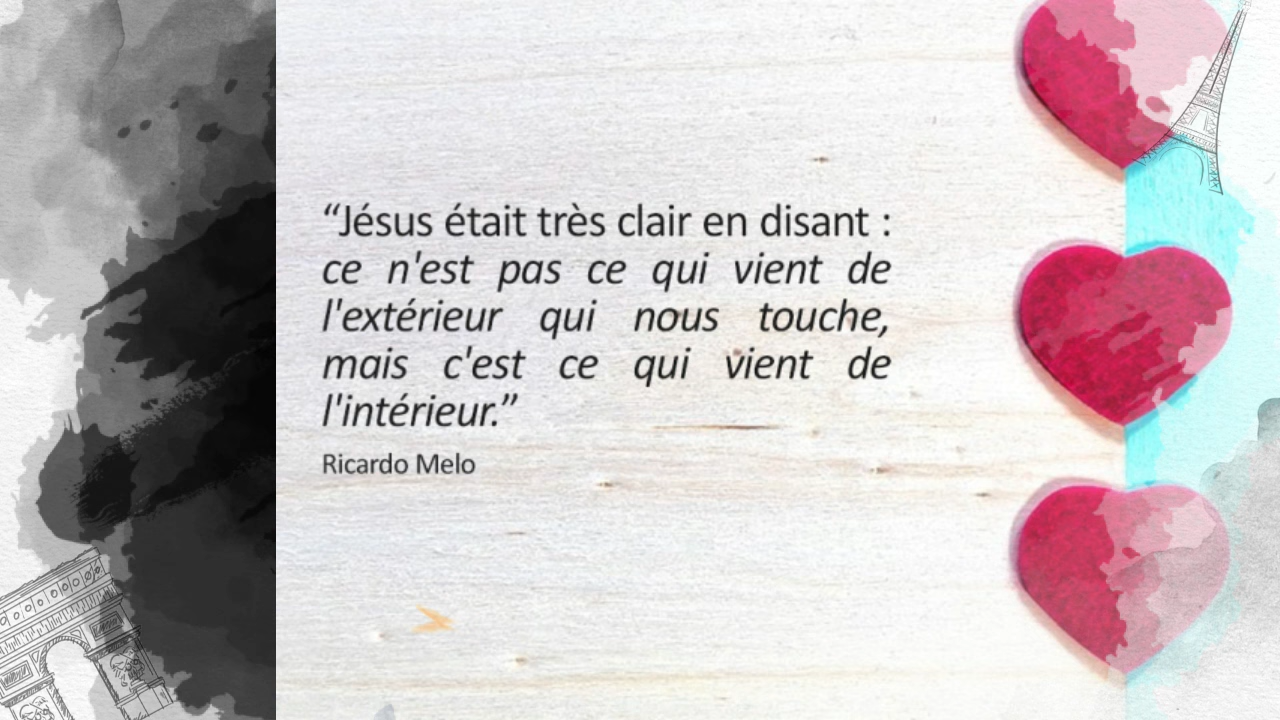 “Jésus était très clair en disant :
ce n'est pas ce qui vient de
l'extérieur qui nous touche,
mais c'est ce qui vient de
l'intérieur.”
Ricardo Melo